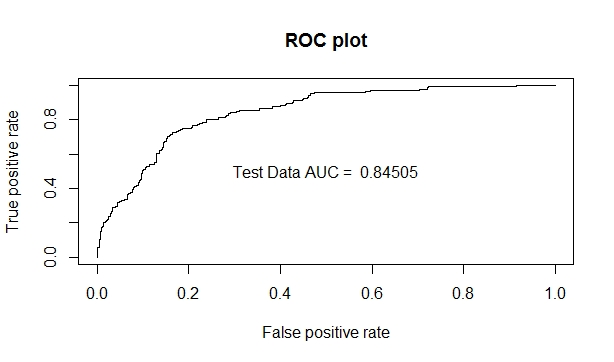 ROC plot
True positive rate
0.8
0.4
0.0
Test Data AUC = 0.84505
0.0 0.2 0.4 0.6 0.8 1.0
False positive rate